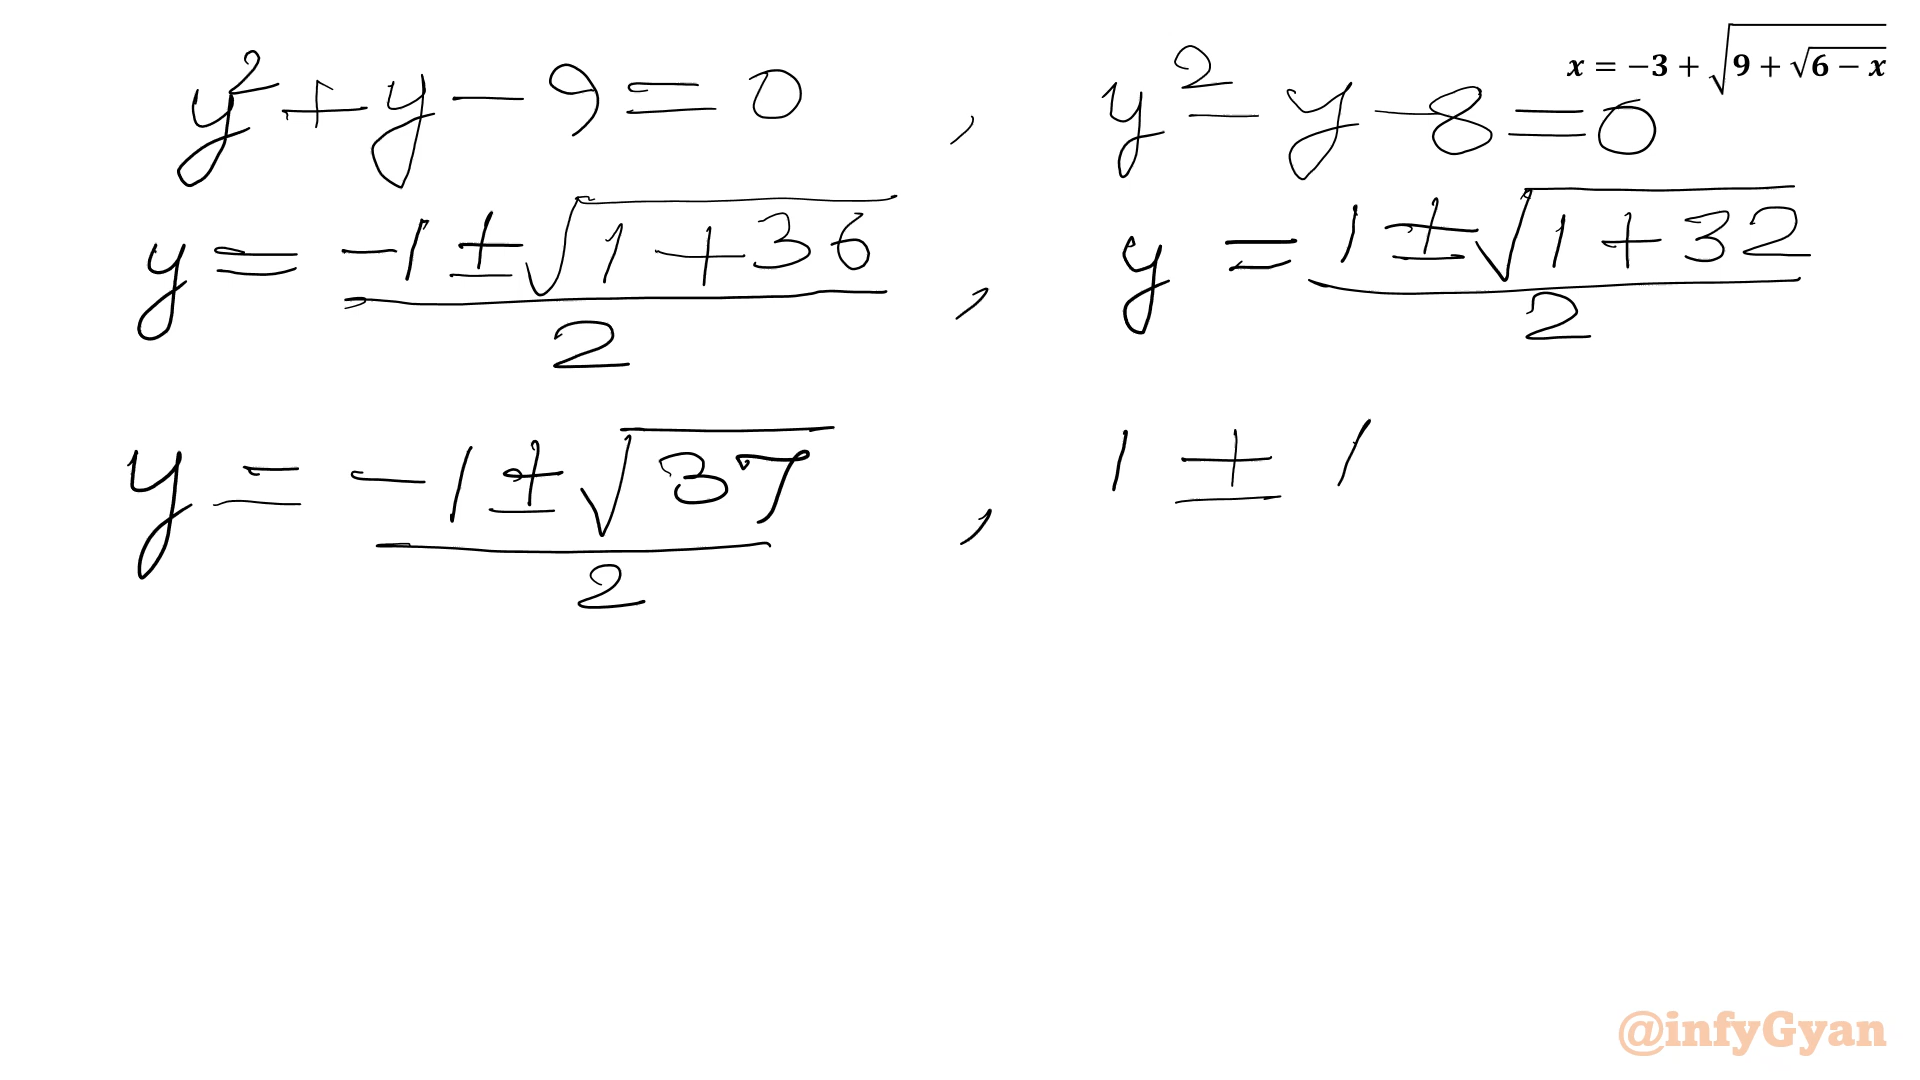 x = −3 + √(9 + √(6 − x))
y² + y − 9 = 0 , y² − y − 8 = 0
y = (−1 ± √(1 + 36))/2 , y = (1 ± √(1 + 32))/2
y = (−1 ± √37)/2 , 1 ± 1
@infyGyan